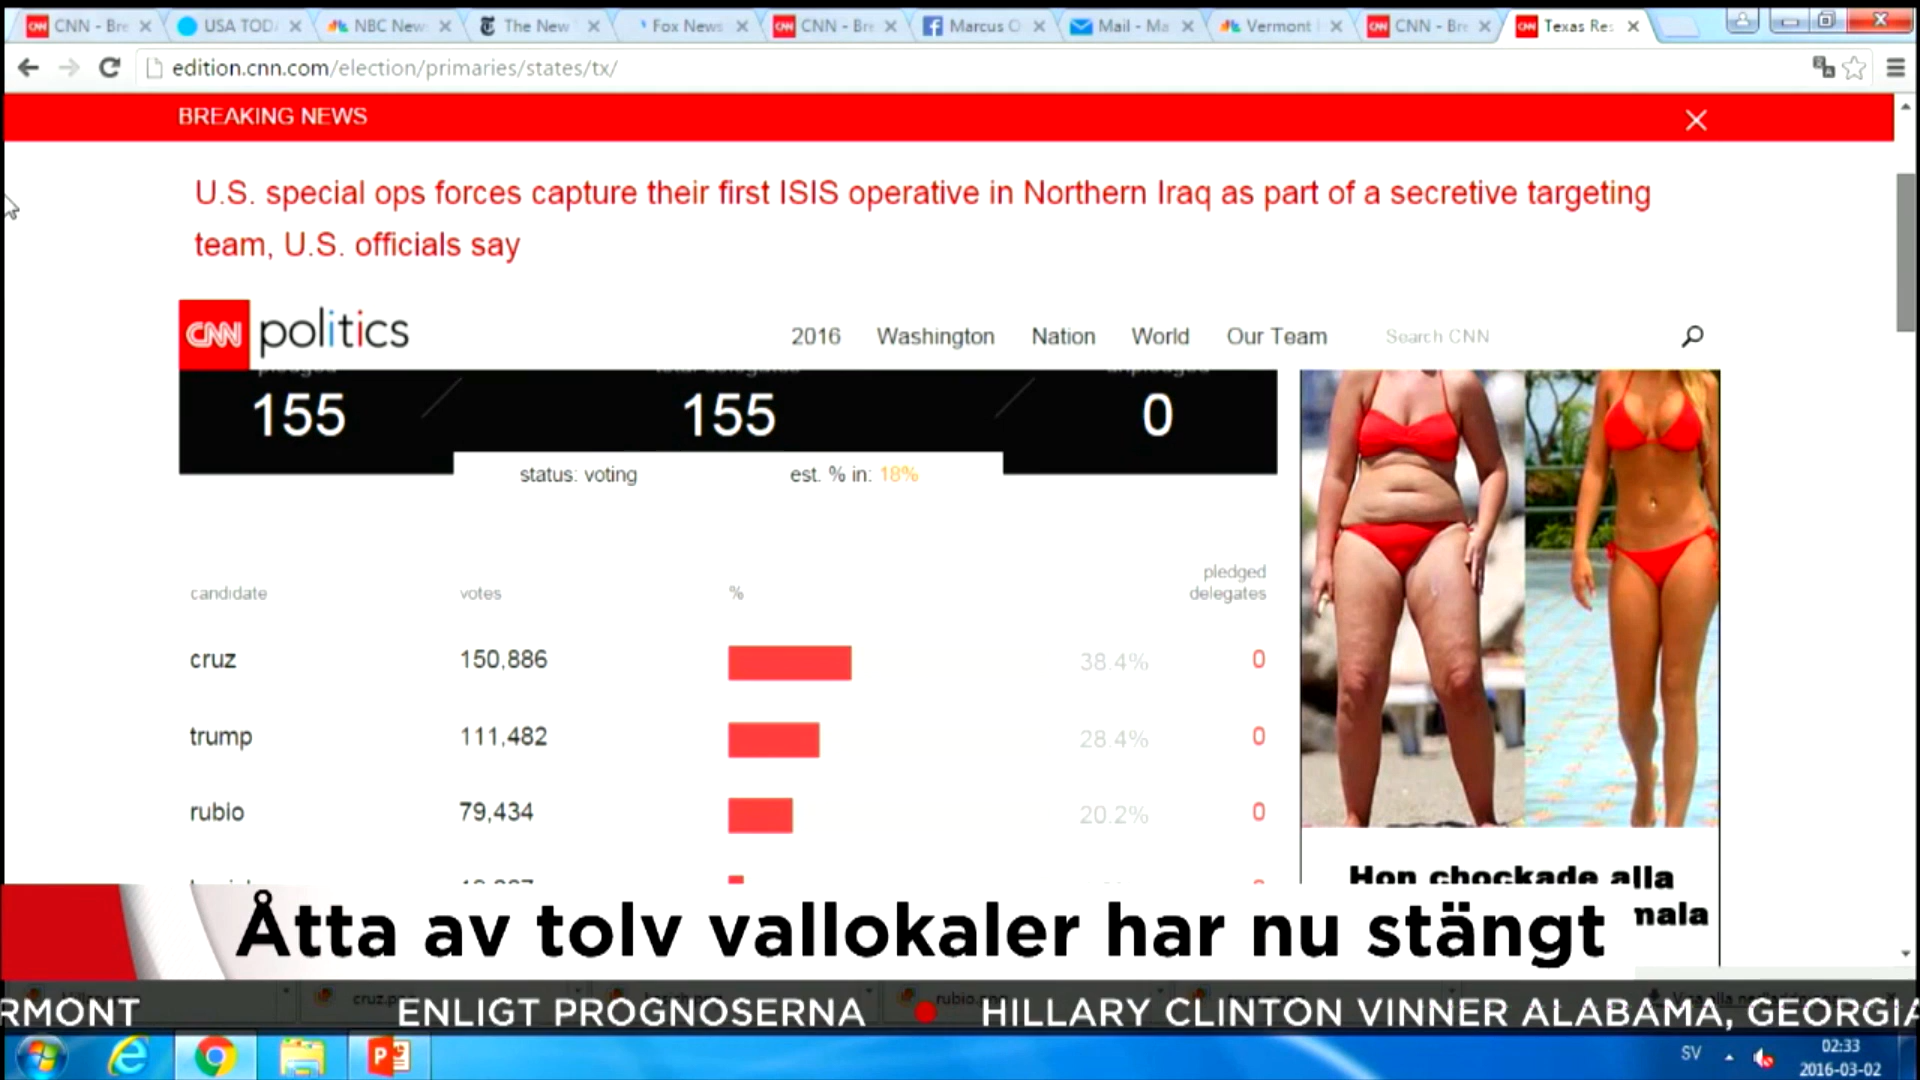 CNN - Bre
USA TOD
NBC New
The New
Fox News
CNN - Bre
Marcus O
Mail - Ma
Vermont
CNN - Bre
Texas Res
edition.cnn.com/election/primaries/states/tx/
BREAKING NEWS
U.S. special ops forces capture their first ISIS operative in Northern Iraq as part of a secretive targeting
team, U.S. officials say
CNN politics
2016 Washington Nation World Our Team Search CNN
pledged total delegates unpledged
155 155 0
status: voting est. % in: 18%
pledged
candidate votes % delegates
cruz 150,886 38.4% 0
trump 111,482 28.4% 0
rubio 79,434 20.2% 0
Hon chockade alla
Åtta av tolv vallokaler har nu stängt
RMONT ENLIGT PROGNOSERNA HILLARY CLINTON VINNER ALABAMA, GEORGIA
SV
02:33
2016-03-02